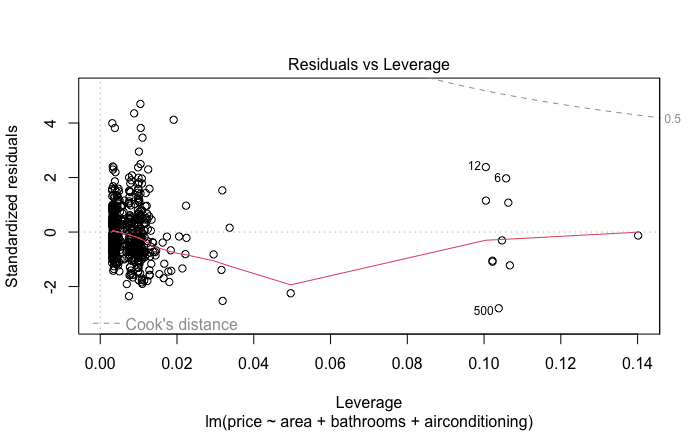 Residuals vs Leverage
Standardized residuals
4
2
0
-2
0.5
12
6
500
Cook's distance
0.00 0.02 0.04 0.06 0.08 0.10 0.12 0.14
Leverage
lm(price ~ area + bathrooms + airconditioning)